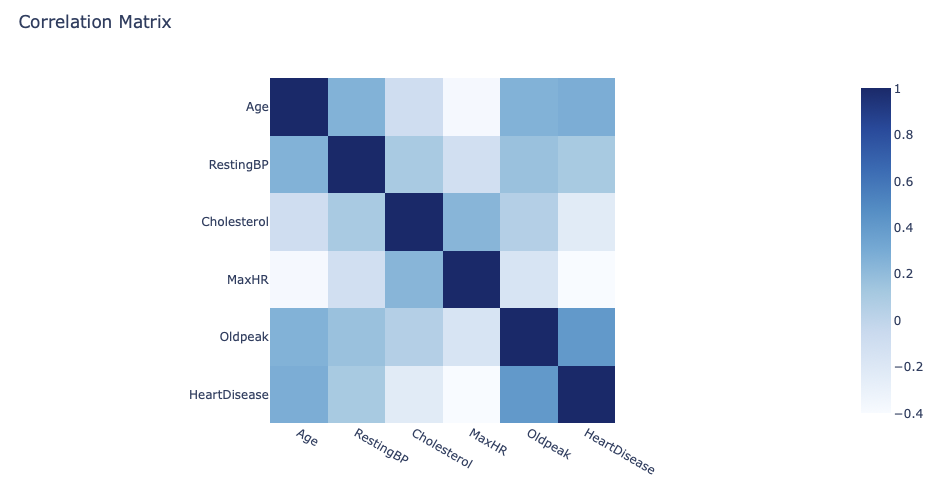 Correlation Matrix
Age
RestingBP
Cholesterol
MaxHR
Oldpeak
HeartDisease
Age
RestingBP
Cholesterol
MaxHR
Oldpeak
HeartDisease
1
0.8
0.6
0.4
0.2
0
−0.2
−0.4